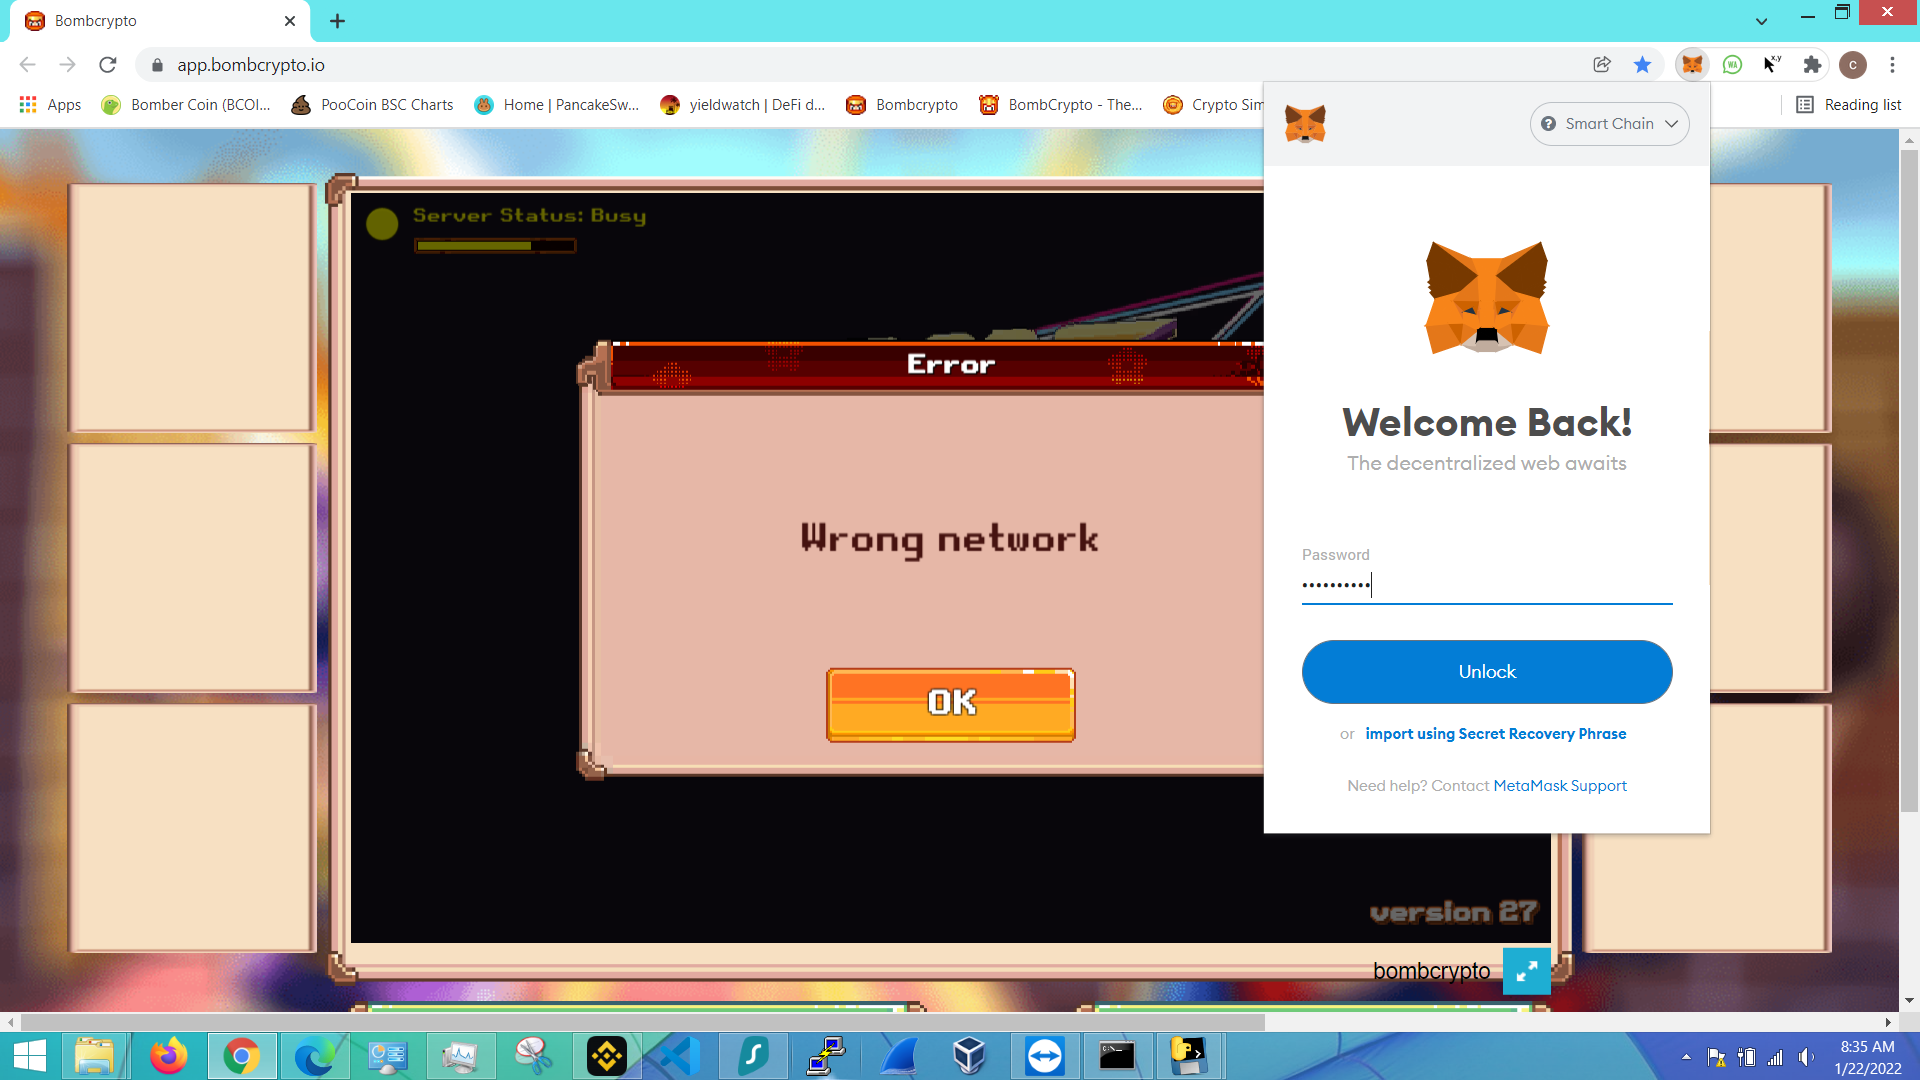 Bombcrypto
app.bombcrypto.io
WA
x,y
c
Apps
Bomber Coin (BCOI...
PooCoin BSC Charts
Home | PancakeSw...
yieldwatch | DeFi d...
Bombcrypto
BombCrypto - The...
Crypto Sim
Reading list
Smart Chain
Server Status: Busy
Error
Wrong network
OK
Welcome Back!
The decentralized web awaits
Password
••••••••••
Unlock
or import using Secret Recovery Phrase
Need help? Contact MetaMask Support
version 27
bombcrypto
8:35 AM
1/22/2022